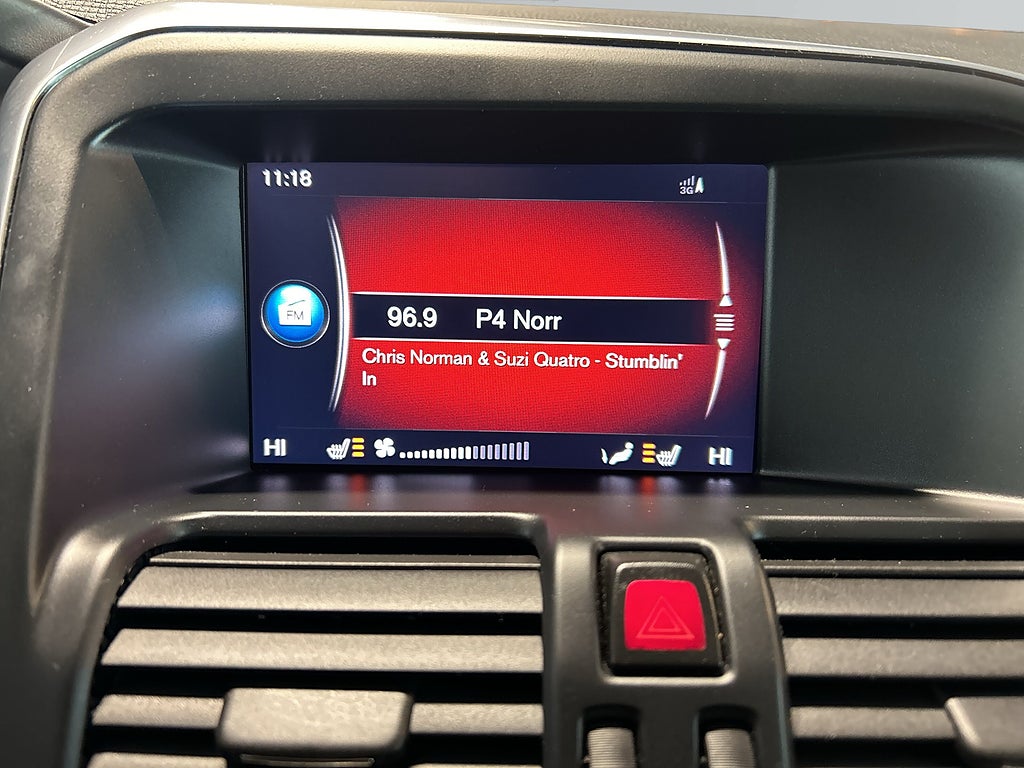 11:18
3G
FM
96.9 P4 Norr
Chris Norman & Suzi Quatro - Stumblin'
In
HI HI